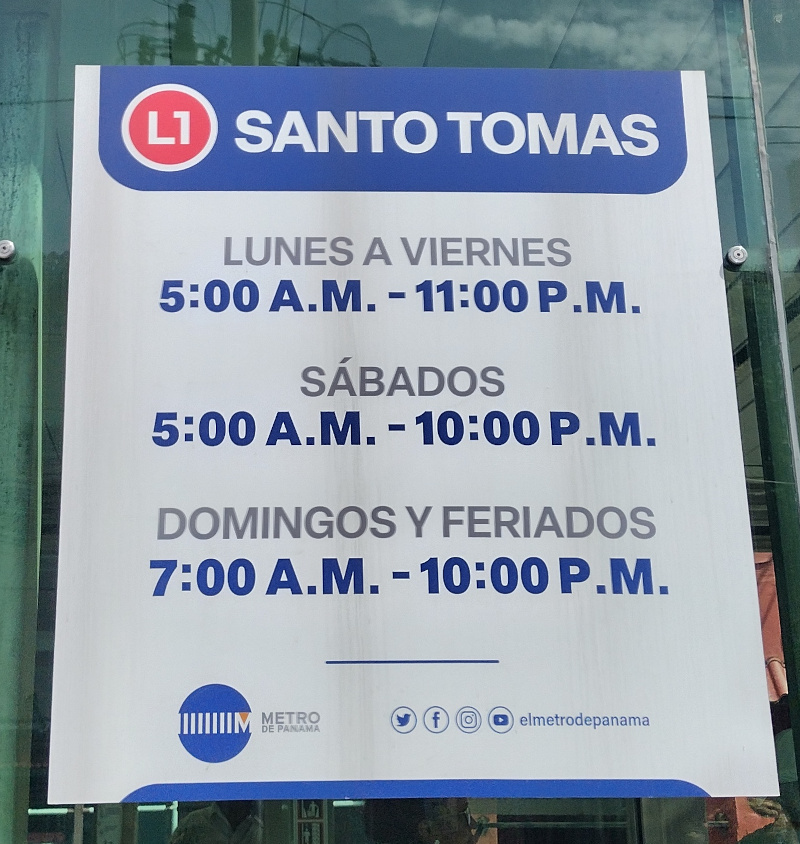 L1 SANTO TOMAS
LUNES A VIERNES
5:00 A.M. - 11:00 P.M.
SÁBADOS
5:00 A.M. - 10:00 P.M.
DOMINGOS Y FERIADOS
7:00 A.M. - 10:00 P.M.
M METRO
DE PANAMA
elmetrodepanama